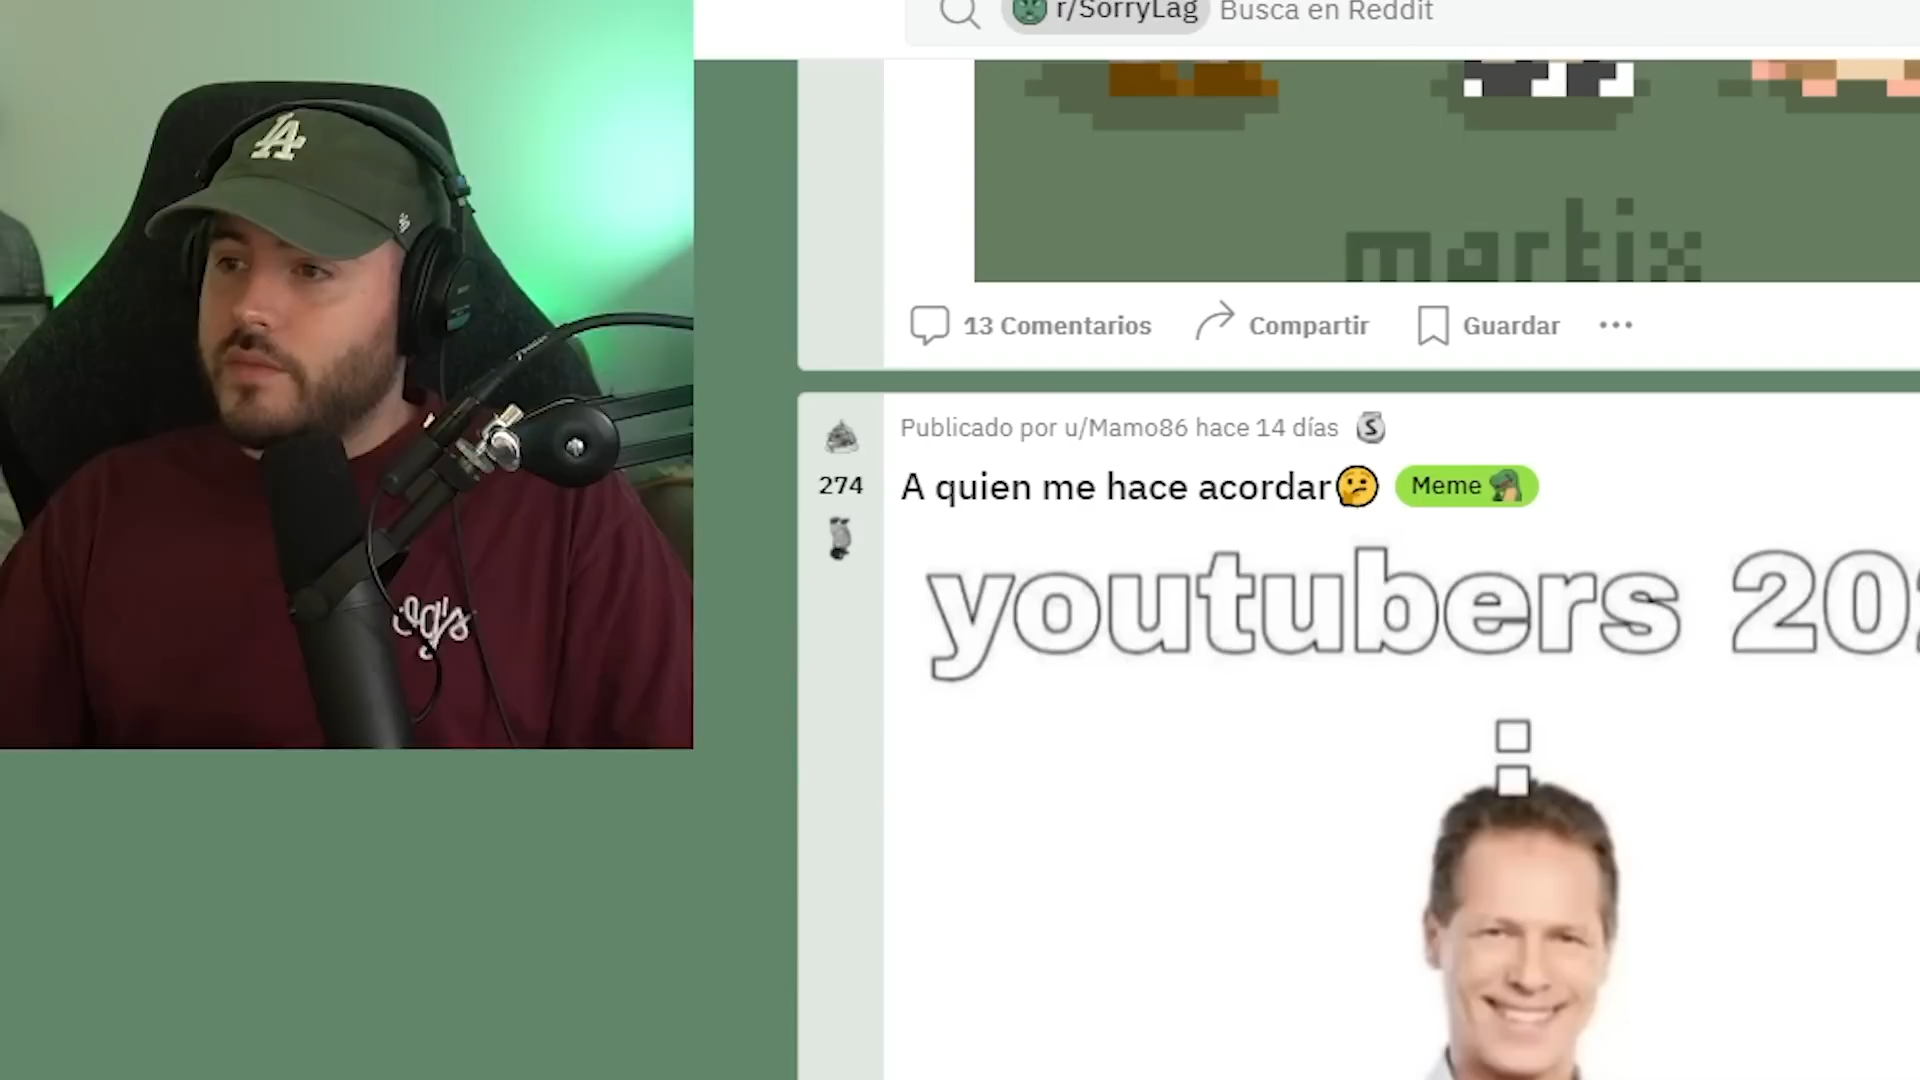 r/SorryLag Busca en Reddit
LA
martix
13 Comentarios Compartir Guardar
Publicado por u/Mamo86 hace 14 días
274
A quien me hace acordar🤔 Meme
youtubers 20
: